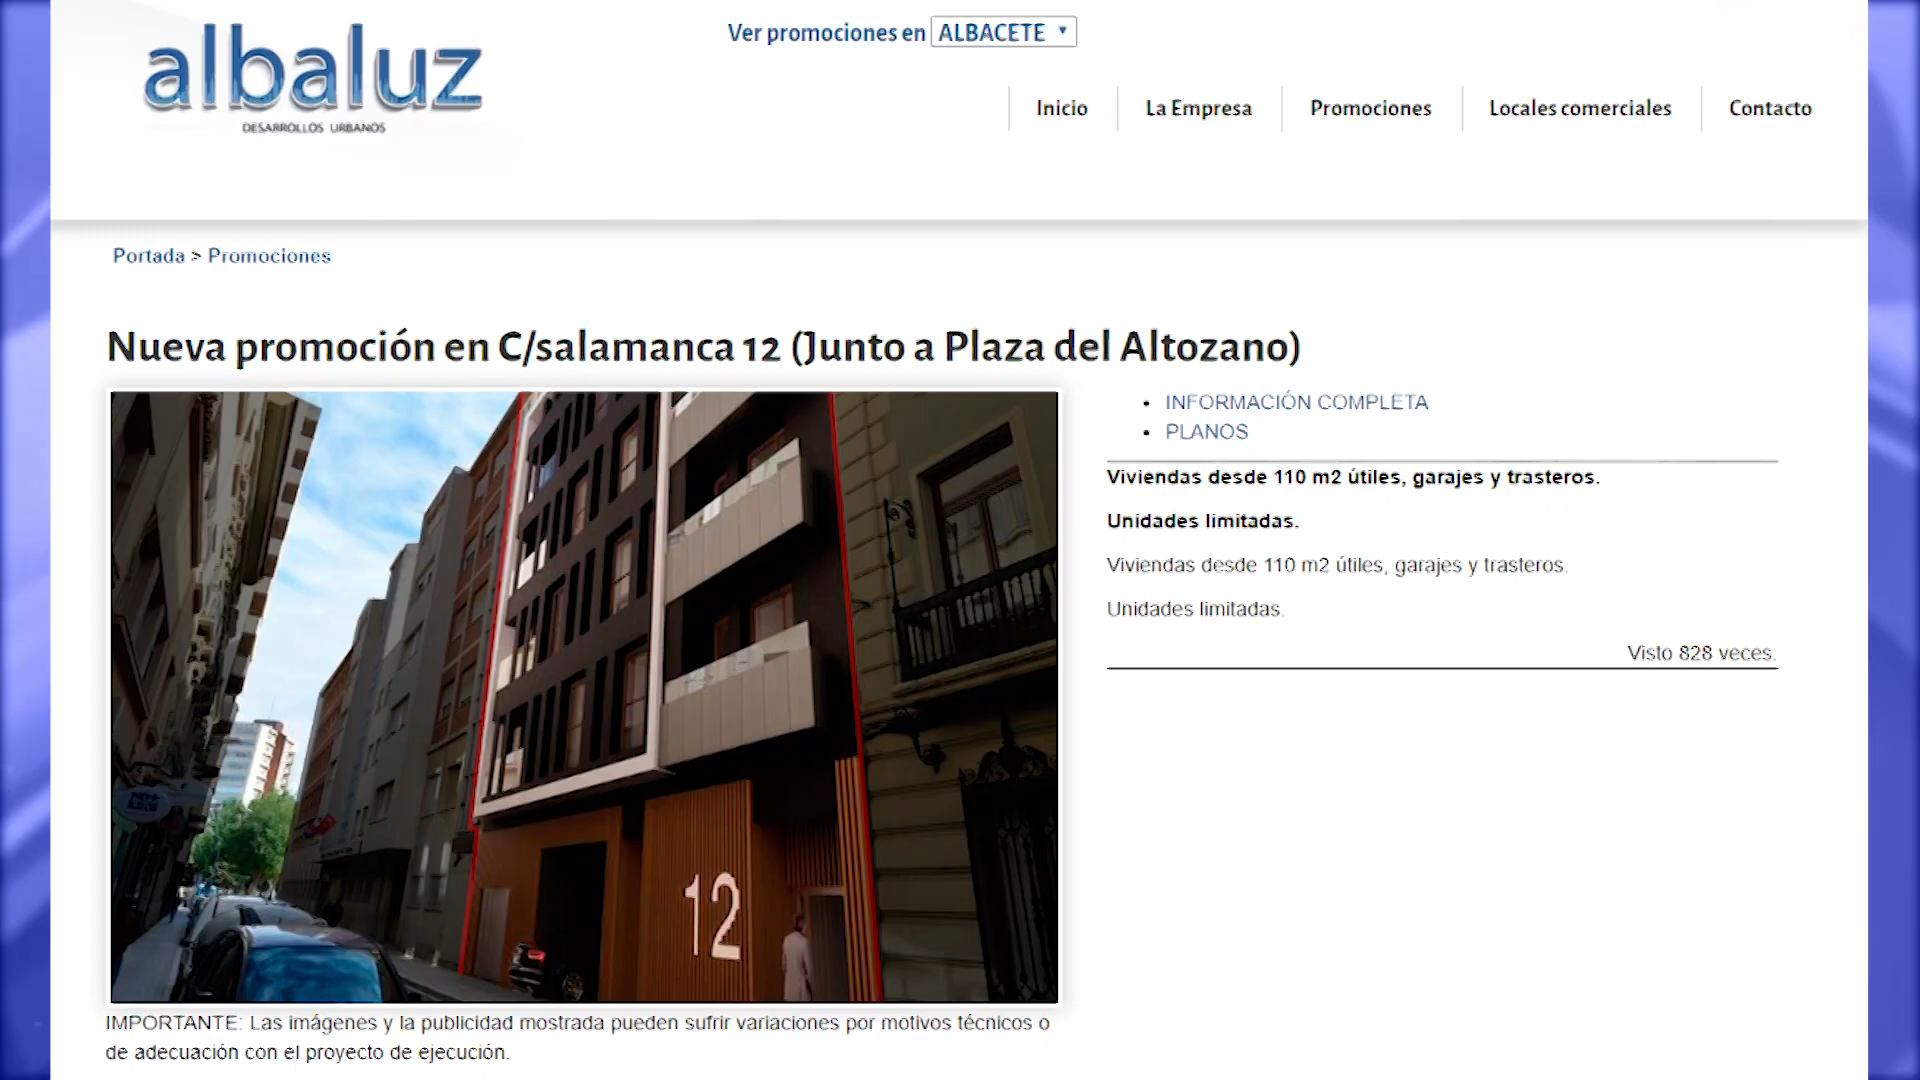 albaluz
DESARROLLOS URBANOS
Ver promociones en ALBACETE
Inicio
La Empresa
Promociones
Locales comerciales
Contacto
Portada > Promociones
Nueva promoción en C/salamanca 12 (Junto a Plaza del Altozano)
12
IMPORTANTE: Las imágenes y la publicidad mostrada pueden sufrir variaciones por motivos técnicos o
de adecuación con el proyecto de ejecución.
• INFORMACIÓN COMPLETA
• PLANOS
Viviendas desde 110 m2 útiles, garajes y trasteros.
Unidades limitadas.
Viviendas desde 110 m2 útiles, garajes y trasteros.
Unidades limitadas.
Visto 828 veces.